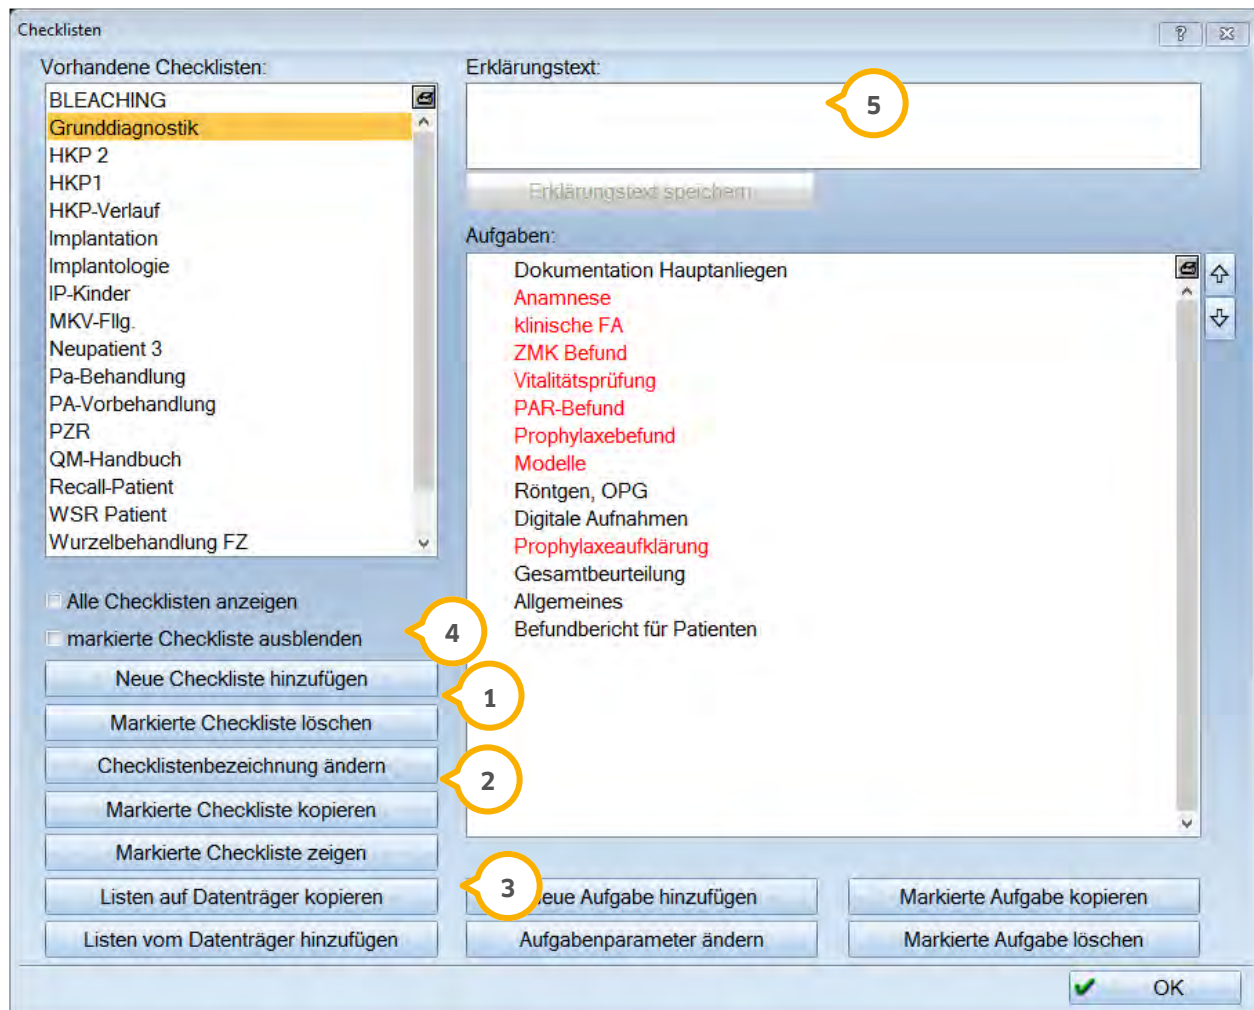 Checklisten
Vorhandene Checklisten:
BLEACHING
Grunddiagnostik
HKP 2
HKP1
HKP-Verlauf
Implantation
Implantologie
IP-Kinder
MKV-Fllg.
Neupatient 3
Pa-Behandlung
PA-Vorbehandlung
PZR
QM-Handbuch
Recall-Patient
WSR Patient
Wurzelbehandlung FZ
Alle Checklisten anzeigen
markierte Checkliste ausblenden
4
Neue Checkliste hinzufügen
1
Markierte Checkliste löschen
Checklistenbezeichnung ändern
2
Markierte Checkliste kopieren
Markierte Checkliste zeigen
Listen auf Datenträger kopieren
Listen vom Datenträger hinzufügen
Erklärungstext:
5
Erklärungstext speichern
Aufgaben:
Dokumentation Hauptanliegen
Anamnese
klinische FA
ZMK Befund
Vitalitätsprüfung
PAR-Befund
Prophylaxebefund
Modelle
Röntgen, OPG
Digitale Aufnahmen
Prophylaxeaufklärung
Gesamtbeurteilung
Allgemeines
Befundbericht für Patienten
3
eue Aufgabe hinzufügen
Markierte Aufgabe kopieren
Aufgabenparameter ändern
Markierte Aufgabe löschen
OK